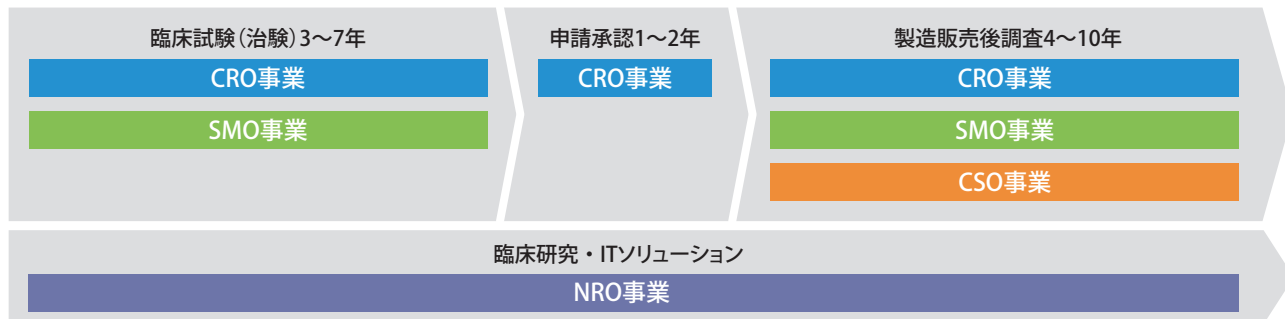 臨床試験（治験）3～7年
CRO事業
SMO事業
申請承認1～2年
CRO事業
製造販売後調査4～10年
CRO事業
SMO事業
CSO事業
臨床研究・ITソリューション
NRO事業